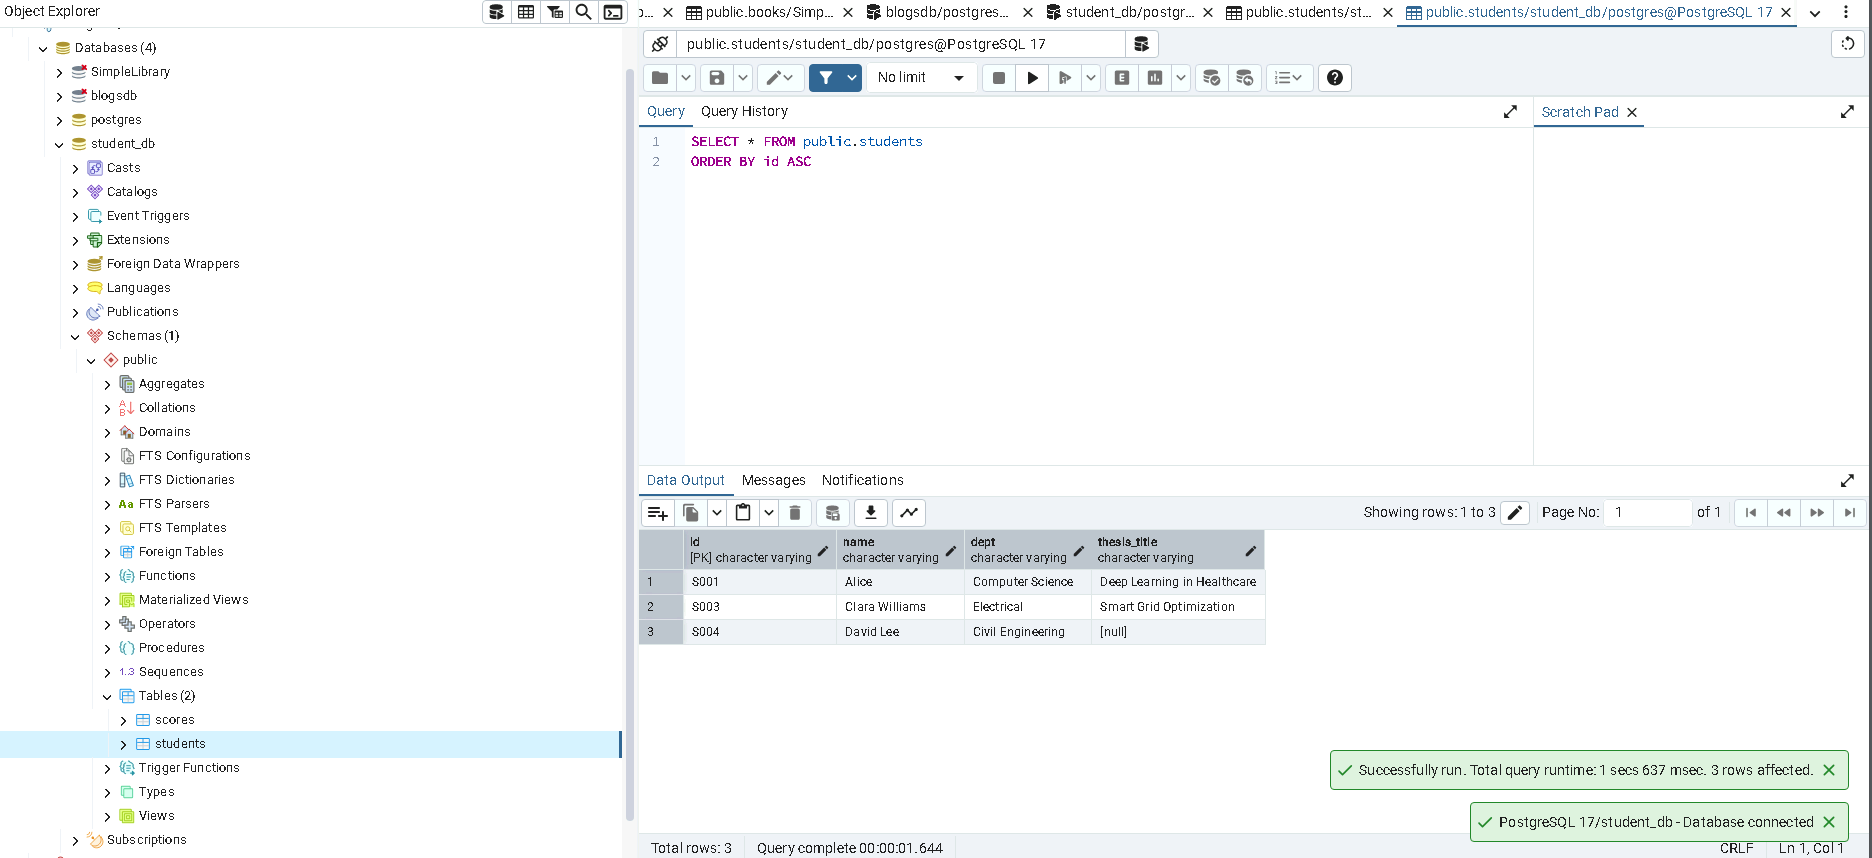 Object Explorer
Databases (4)
SimpleLibrary
blogsdb
postgres
student_db
Casts
Catalogs
Event Triggers
Extensions
Foreign Data Wrappers
Languages
Publications
Schemas (1)
public
Aggregates
Collations
Domains
FTS Configurations
FTS Dictionaries
Aa FTS Parsers
FTS Templates
Foreign Tables
Functions
Materialized Views
Operators
Procedures
1.3 Sequences
Tables (2)
scores
students
Trigger Functions
Types
Views
Subscriptions
public.books/Simp...
blogsdb/postgres...
student_db/postgr...
public.students/st...
public.students/student_db/postgres@PostgreSQL 17
public.students/student_db/postgres@PostgreSQL 17
No limit
E
Query
Query History
Scratch Pad
1 SELECT * FROM public.students
2 ORDER BY id ASC
Data Output
Messages
Notifications
Showing rows: 1 to 3
Page No: 1 of 1
id
[PK] character varying
name
character varying
dept
character varying
thesis_title
character varying
1 S001 Alice Computer Science Deep Learning in Healthcare
2 S003 Clara Williams Electrical Smart Grid Optimization
3 S004 David Lee Civil Engineering [null]
Successfully run. Total query runtime: 1 secs 637 msec. 3 rows affected.
PostgreSQL 17/student_db - Database connected
Total rows: 3
Query complete 00:00:01.644
CRLF
Ln 1, Col 1